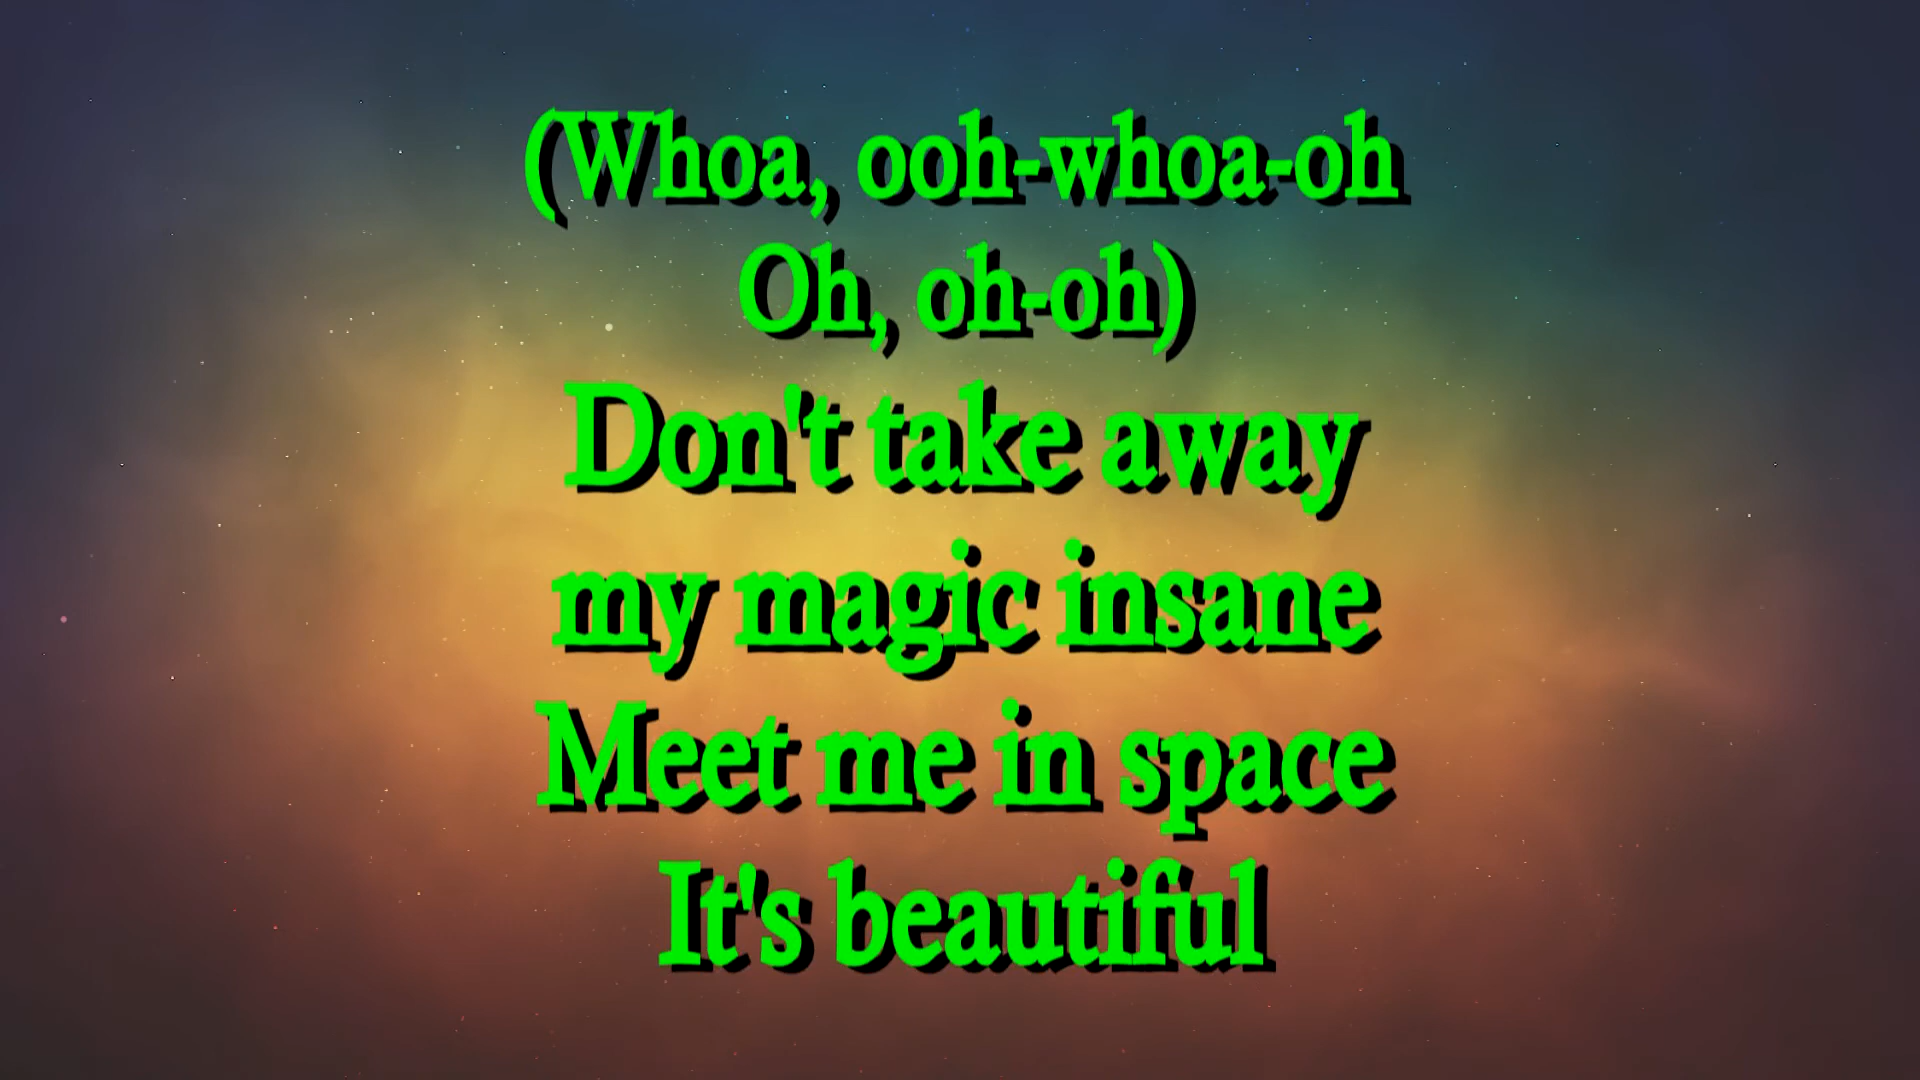 (Whoa, ooh-whoa-oh
Oh, oh-oh)
Don't take away
my magic insane
Meet me in space
It's beautiful